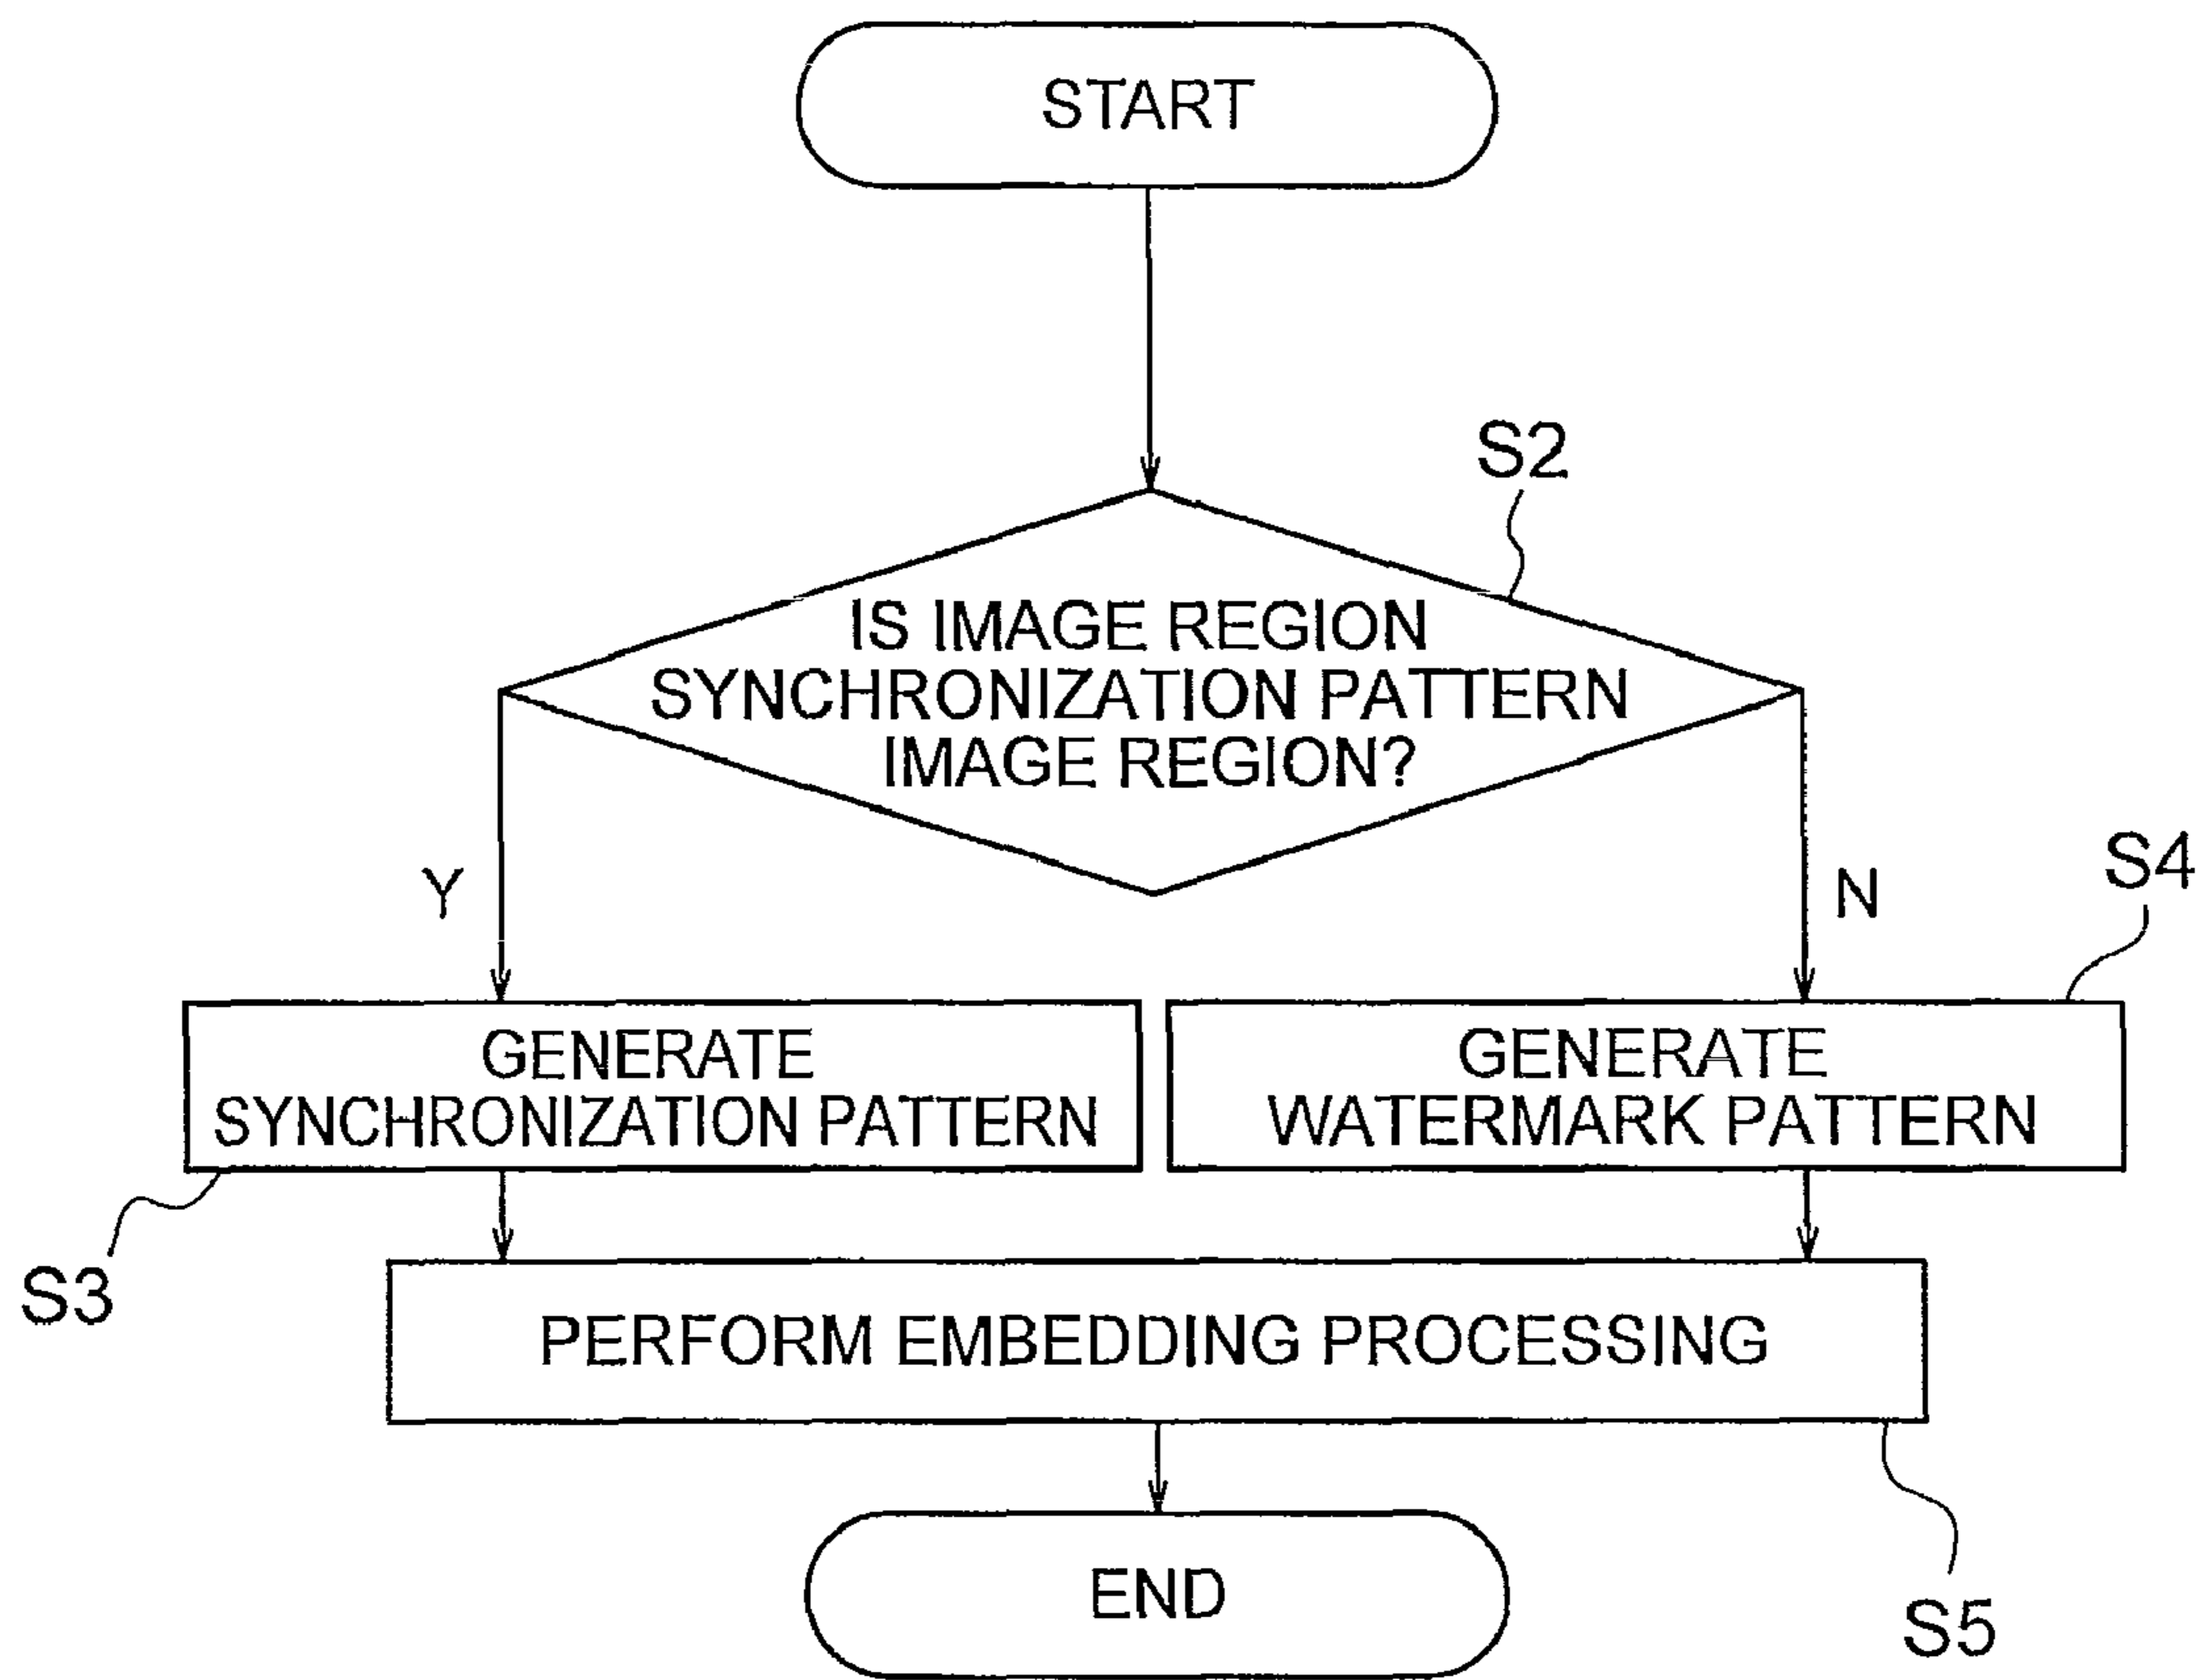 START
S2
IS IMAGE REGION
SYNCHRONIZATION PATTERN
IMAGE REGION?
Y
N
S4
GENERATE
SYNCHRONIZATION PATTERN
GENERATE
WATERMARK PATTERN
S3
PERFORM EMBEDDING PROCESSING
END
S5